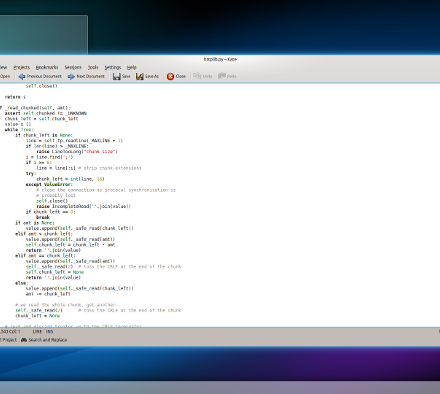 httplib.py – Kate
Projects Bookmarks Sessions Tools Settings Help
Open Previous Document Next Document Save Save As Close Undo Redo
self.close()
return s
_read_chunked(self, amt):
assert self.chunked != _UNKNOWN
chunk_left = self.chunk_left
value = []
while True:
if chunk_left is None:
line = self.fp.readline(_MAXLINE + 1)
if len(line) > _MAXLINE:
raise LineTooLong("chunk size")
i = line.find(';')
if i >= 0:
line = line[:i] # strip chunk-extensions
try:
chunk_left = int(line, 16)
except ValueError:
# close the connection as protocol synchronisation is
# probably lost
self.close()
raise IncompleteRead(''.join(value))
if chunk_left == 0:
break
if amt is None:
value.append(self._safe_read(chunk_left))
elif amt < chunk_left:
value.append(self._safe_read(amt))
self.chunk_left = chunk_left - amt
return ''.join(value)
elif amt == chunk_left:
value.append(self._safe_read(amt))
self._safe_read(2) # toss the CRLF at the end of the chunk
self.chunk_left = None
return ''.join(value)
else:
value.append(self._safe_read(chunk_left))
amt -= chunk_left
# we read the whole chunk, get another
self._safe_read(2) # toss the CRLF at the end of the chunk
chunk_left = None
LINE INS
Project Search and Replace